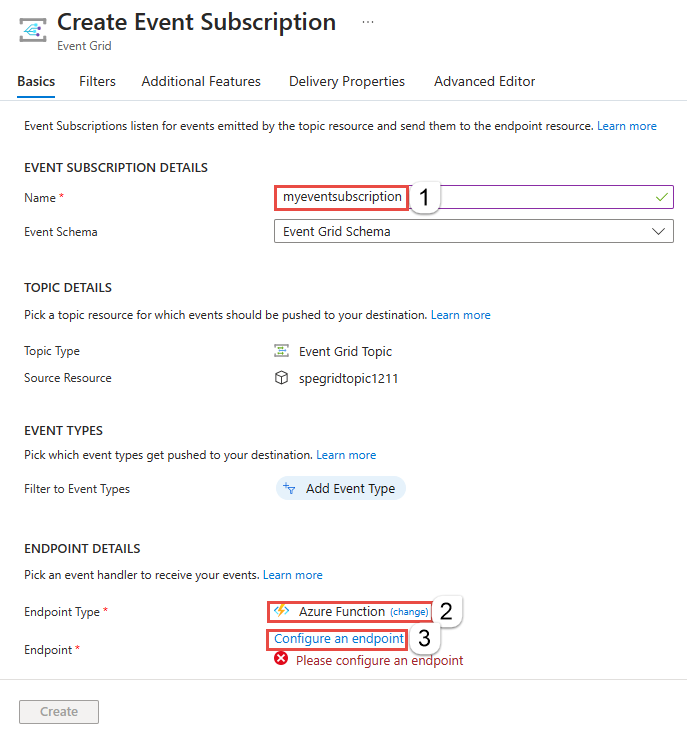 Create Event Subscription ...
Event Grid
Basics Filters Additional Features Delivery Properties Advanced Editor
Event Subscriptions listen for events emitted by the topic resource and send them to the endpoint resource. Learn more
EVENT SUBSCRIPTION DETAILS
Name * myeventsubscription 1
Event Schema Event Grid Schema
TOPIC DETAILS
Pick a topic resource for which events should be pushed to your destination. Learn more
Topic Type Event Grid Topic
Source Resource spegridtopic1211
EVENT TYPES
Pick which event types get pushed to your destination. Learn more
Filter to Event Types Add Event Type
ENDPOINT DETAILS
Pick an event handler to receive your events. Learn more
Endpoint Type * Azure Function (change) 2
Endpoint * Configure an endpoint 3
Please configure an endpoint
Create